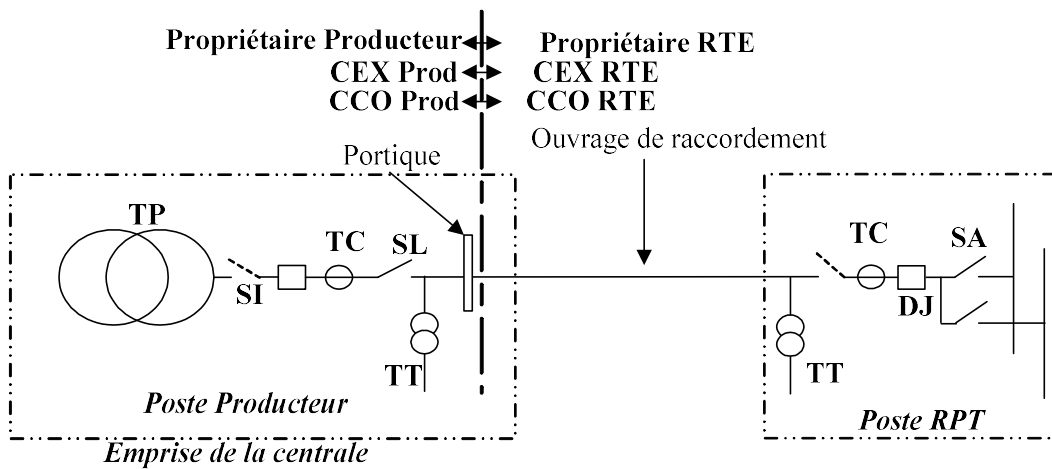 Propriétaire Producteur
Propriétaire RTE
CEX Prod
CEX RTE
CCO Prod
CCO RTE
Ouvrage de raccordement
Portique
TP
TC
SL
SI
TT
TC
SA
DJ
TT
Poste Producteur
Poste RPT
Emprise de la centrale